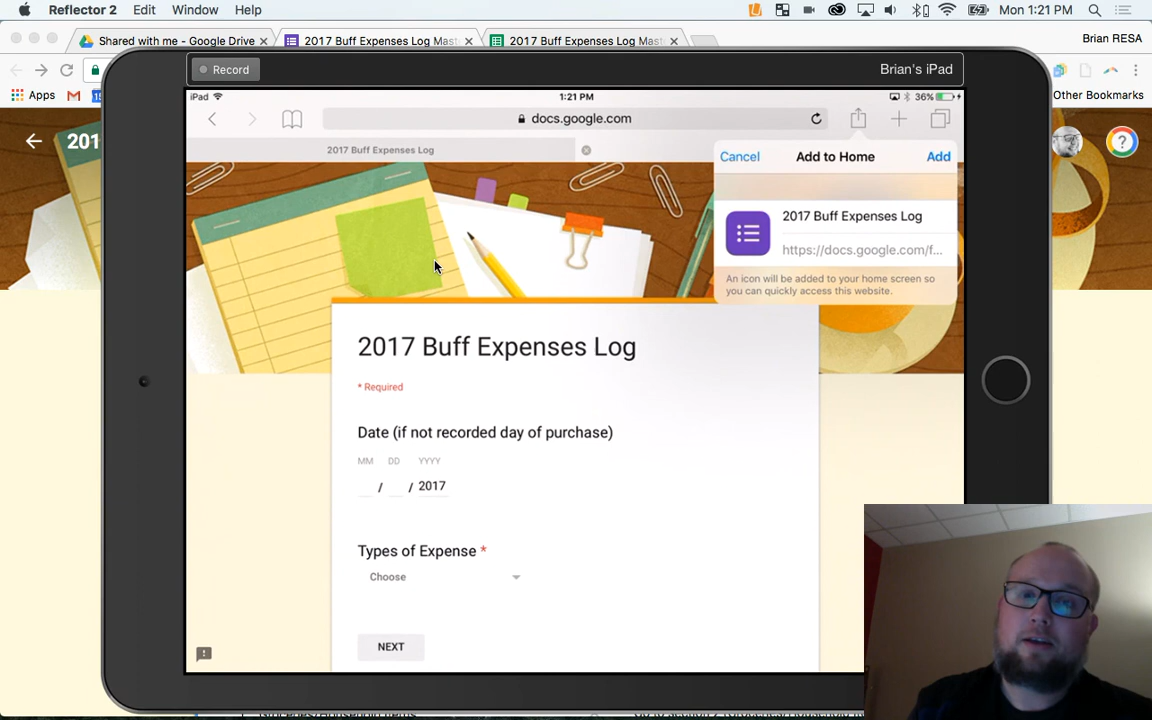 Reflector 2 Edit Window Help Mon 1:21 PM
Shared with me - Google Drive 2017 Buff Expenses Log Mast 2017 Buff Expenses Log Mast Brian RESA
Record Brian's iPad
Apps Other Bookmarks
iPad 1:21 PM 36%
docs.google.com
201
2017 Buff Expenses Log
Cancel Add to Home Add
2017 Buff Expenses Log
https://docs.google.com/f...
An icon will be added to your home screen so
you can quickly access this website.
2017 Buff Expenses Log
* Required
Date (if not recorded day of purchase)
MM DD YYYY
/ / 2017
Types of Expense *
Choose
NEXT